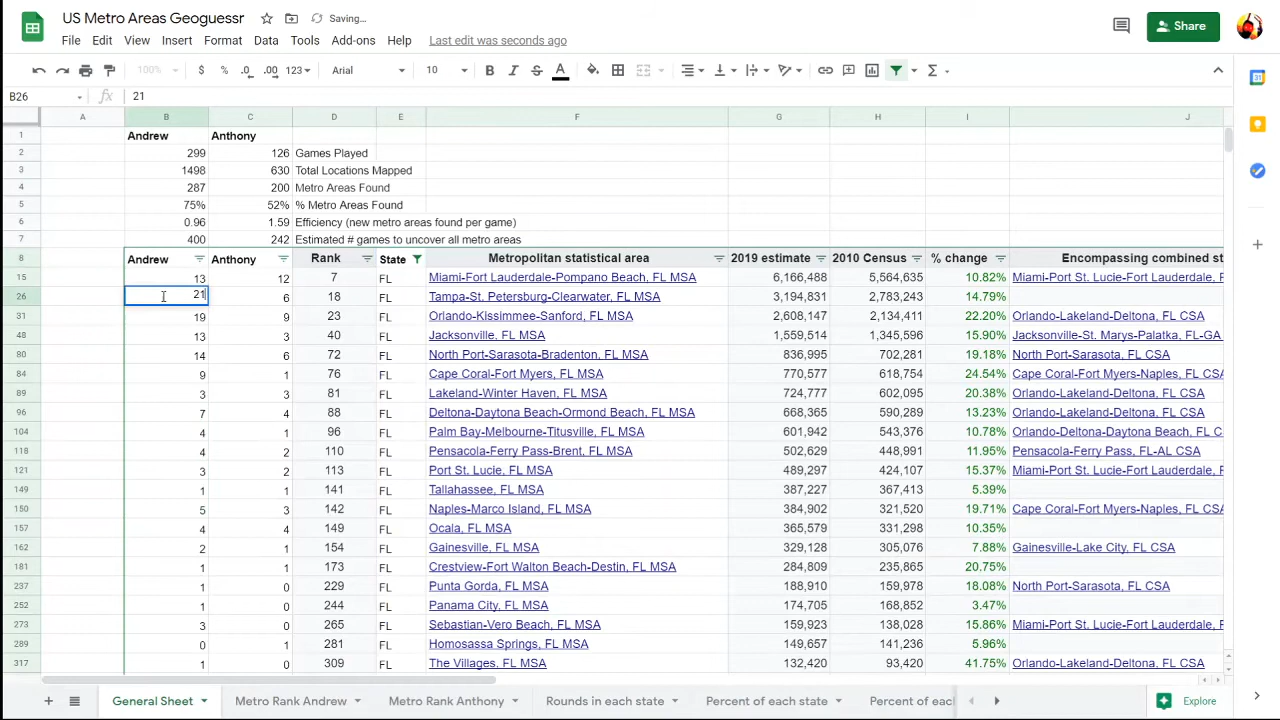 US Metro Areas Geoguessr Saving...
File Edit View Insert Format Data Tools Add-ons Help Last edit was seconds ago
Share
100% $ % .0 .00 123 Arial 10 B I S A Σ
B26 fx 21
A B C D E F G H I J
1 Andrew Anthony
2 299 126 Games Played
3 1498 630 Total Locations Mapped
4 287 200 Metro Areas Found
5 75% 52% % Metro Areas Found
6 0.96 1.59 Efficiency (new metro areas found per game)
7 400 242 Estimated # games to uncover all metro areas
8 Andrew Anthony Rank State Metropolitan statistical area 2019 estimate 2010 Census % change Encompassing combined st
15 13 12 7 FL Miami-Fort Lauderdale-Pompano Beach, FL MSA 6,166,488 5,564,635 10.82% Miami-Port St. Lucie-Fort Lauderdale, F
26 21 6 18 FL Tampa-St. Petersburg-Clearwater, FL MSA 3,194,831 2,783,243 14.79%
31 19 9 23 FL Orlando-Kissimmee-Sanford, FL MSA 2,608,147 2,134,411 22.20% Orlando-Lakeland-Deltona, FL CSA
48 13 3 40 FL Jacksonville, FL MSA 1,559,514 1,345,596 15.90% Jacksonville-St. Marys-Palatka, FL-GA
80 14 6 72 FL North Port-Sarasota-Bradenton, FL MSA 836,995 702,281 19.18% North Port-Sarasota, FL CSA
84 9 1 76 FL Cape Coral-Fort Myers, FL MSA 770,577 618,754 24.54% Cape Coral-Fort Myers-Naples, FL CSA
89 3 3 81 FL Lakeland-Winter Haven, FL MSA 724,777 602,095 20.38% Orlando-Lakeland-Deltona, FL CSA
96 7 4 88 FL Deltona-Daytona Beach-Ormond Beach, FL MSA 668,365 590,289 13.23% Orlando-Lakeland-Deltona, FL CSA
104 4 1 96 FL Palm Bay-Melbourne-Titusville, FL MSA 601,942 543,376 10.78% Orlando-Deltona-Daytona Beach, FL C
118 4 2 110 FL Pensacola-Ferry Pass-Brent, FL MSA 502,629 448,991 11.95% Pensacola-Ferry Pass, FL-AL CSA
121 3 2 113 FL Port St. Lucie, FL MSA 489,297 424,107 15.37% Miami-Port St. Lucie-Fort Lauderdale, F
149 1 1 141 FL Tallahassee, FL MSA 387,227 367,413 5.39%
150 5 3 142 FL Naples-Marco Island, FL MSA 384,902 321,520 19.71% Cape Coral-Fort Myers-Naples, FL CSA
157 4 4 149 FL Ocala, FL MSA 365,579 331,298 10.35%
162 2 1 154 FL Gainesville, FL MSA 329,128 305,076 7.88% Gainesville-Lake City, FL CSA
181 1 1 173 FL Crestview-Fort Walton Beach-Destin, FL MSA 284,809 235,865 20.75%
237 1 0 229 FL Punta Gorda, FL MSA 188,910 159,978 18.08% North Port-Sarasota, FL CSA
252 1 0 244 FL Panama City, FL MSA 174,705 168,852 3.47%
273 3 0 265 FL Sebastian-Vero Beach, FL MSA 159,923 138,028 15.86% Miami-Port St. Lucie-Fort Lauderdale, F
289 0 1 281 FL Homosassa Springs, FL MSA 149,657 141,236 5.96%
317 1 0 309 FL The Villages, FL MSA 132,420 93,420 41.75% Orlando-Lakeland-Deltona, FL CSA
General Sheet Metro Rank Andrew Metro Rank Anthony Rounds in each state Percent of each state Percent of eac Explore